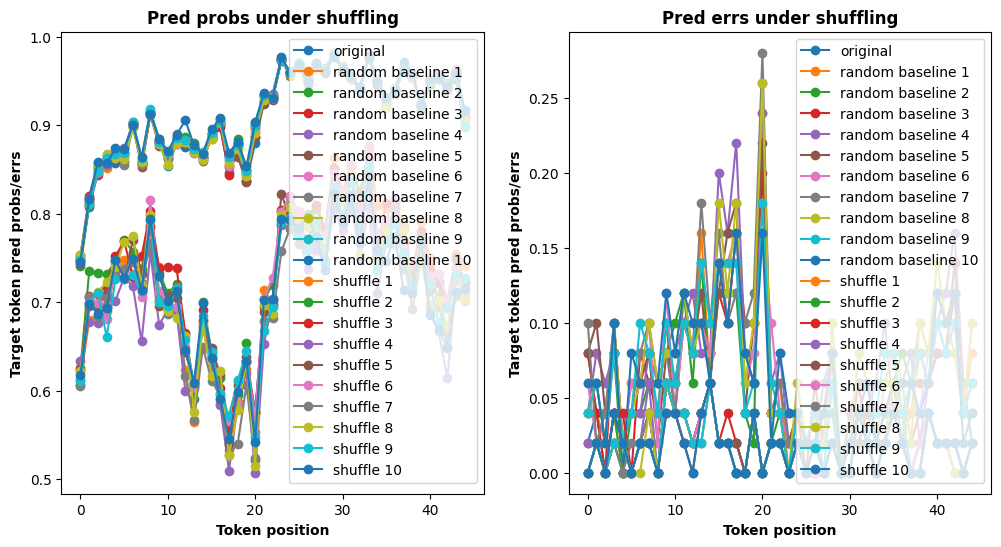 Pred probs under shuffling
Target token pred probs/errs
1.0
0.9
0.8
0.7
0.6
0.5
0
10
20
30
40
Token position
original
random baseline 1
random baseline 2
random baseline 3
random baseline 4
random baseline 5
random baseline 6
random baseline 7
random baseline 8
random baseline 9
random baseline 10
shuffle 1
shuffle 2
shuffle 3
shuffle 4
shuffle 5
shuffle 6
shuffle 7
shuffle 8
shuffle 9
shuffle 10
Pred errs under shuffling
Target token pred probs/errs
0.25
0.20
0.15
0.10
0.05
0.00
0
10
20
30
40
Token position
original
random baseline 1
random baseline 2
random baseline 3
random baseline 4
random baseline 5
random baseline 6
random baseline 7
random baseline 8
random baseline 9
random baseline 10
shuffle 1
shuffle 2
shuffle 3
shuffle 4
shuffle 5
shuffle 6
shuffle 7
shuffle 8
shuffle 9
shuffle 10